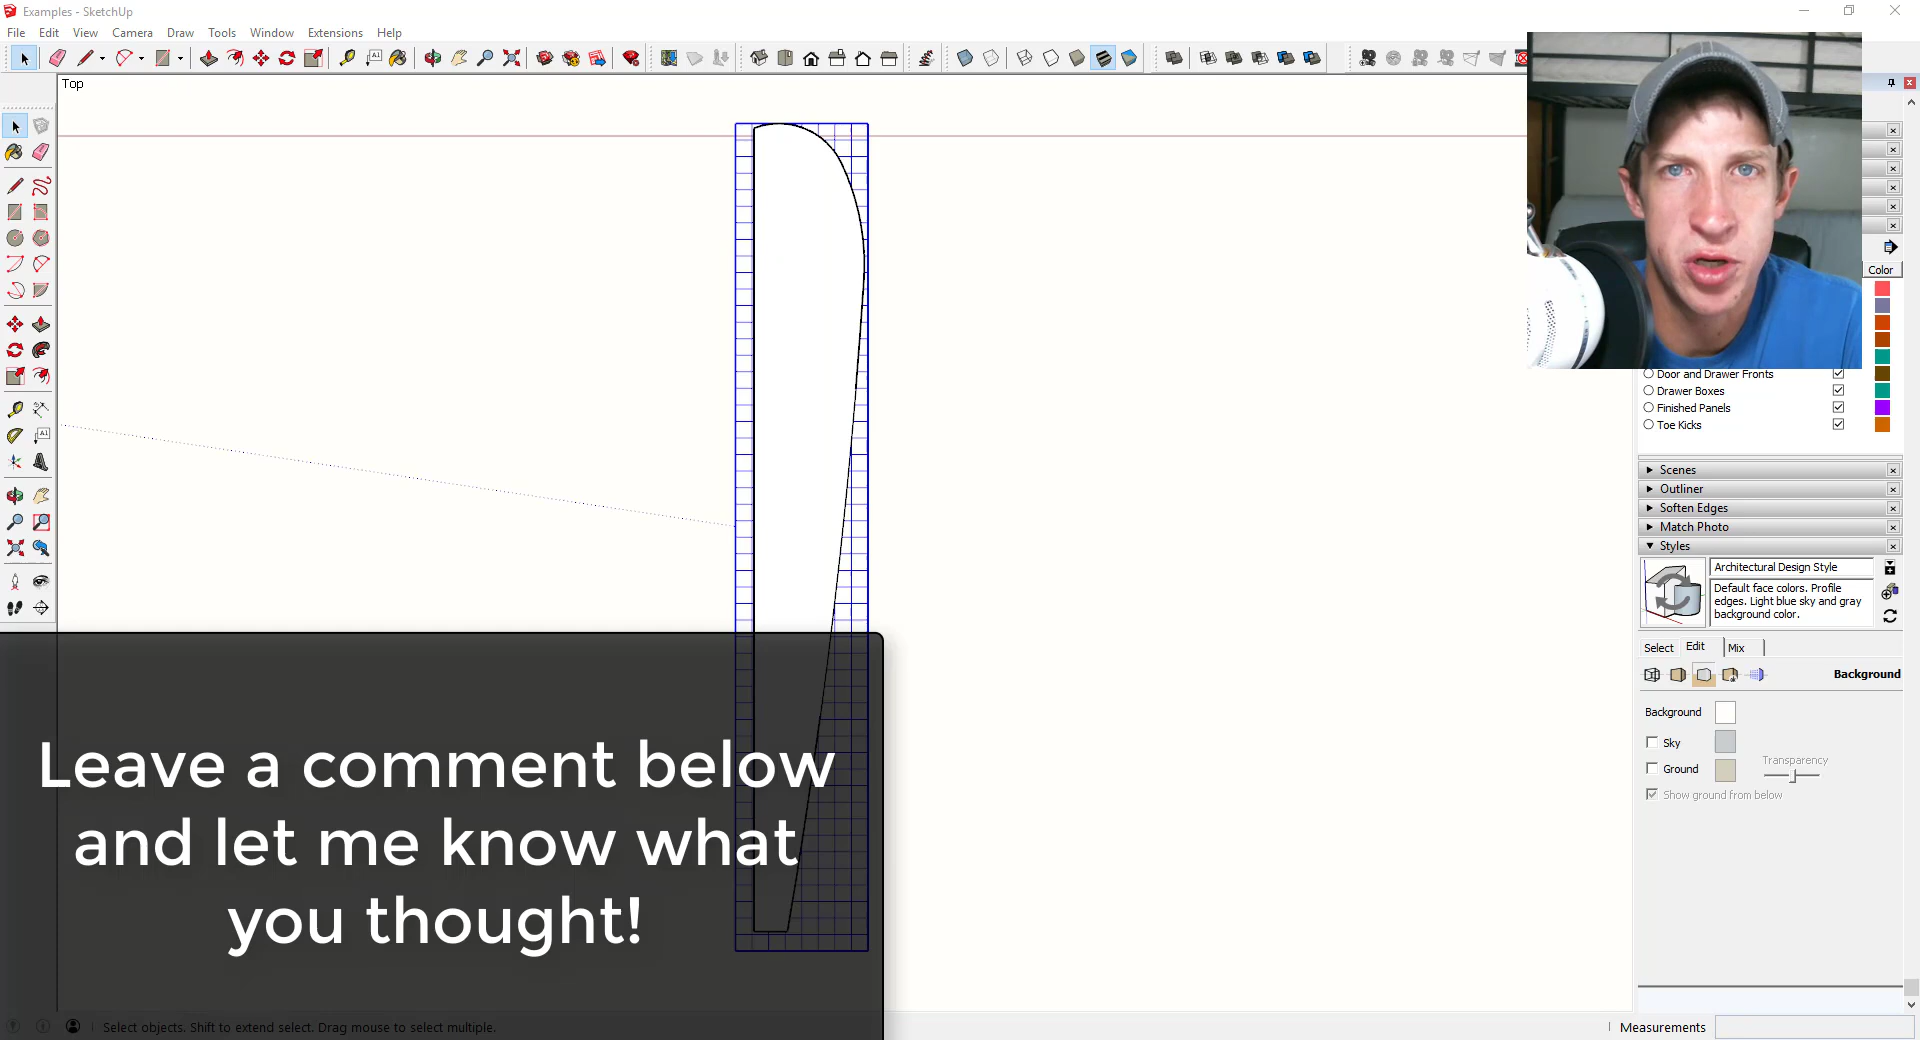 Examples - SketchUp
File Edit View Camera Draw Tools Window Extensions Help
Top
Color
Door and Drawer Fronts
Drawer Boxes
Finished Panels
Toe Kicks
Scenes
Outliner
Soften Edges
Match Photo
Styles
Architectural Design Style
Default face colors. Profile
edges. Light blue sky and gray
background color.
Select Edit Mix
Background
Background
Sky
Transparency
Ground
Show ground from below
Leave a comment below
and let me know what
you thought!
Select objects. Shift to extend select. Drag mouse to select multiple.
Measurements